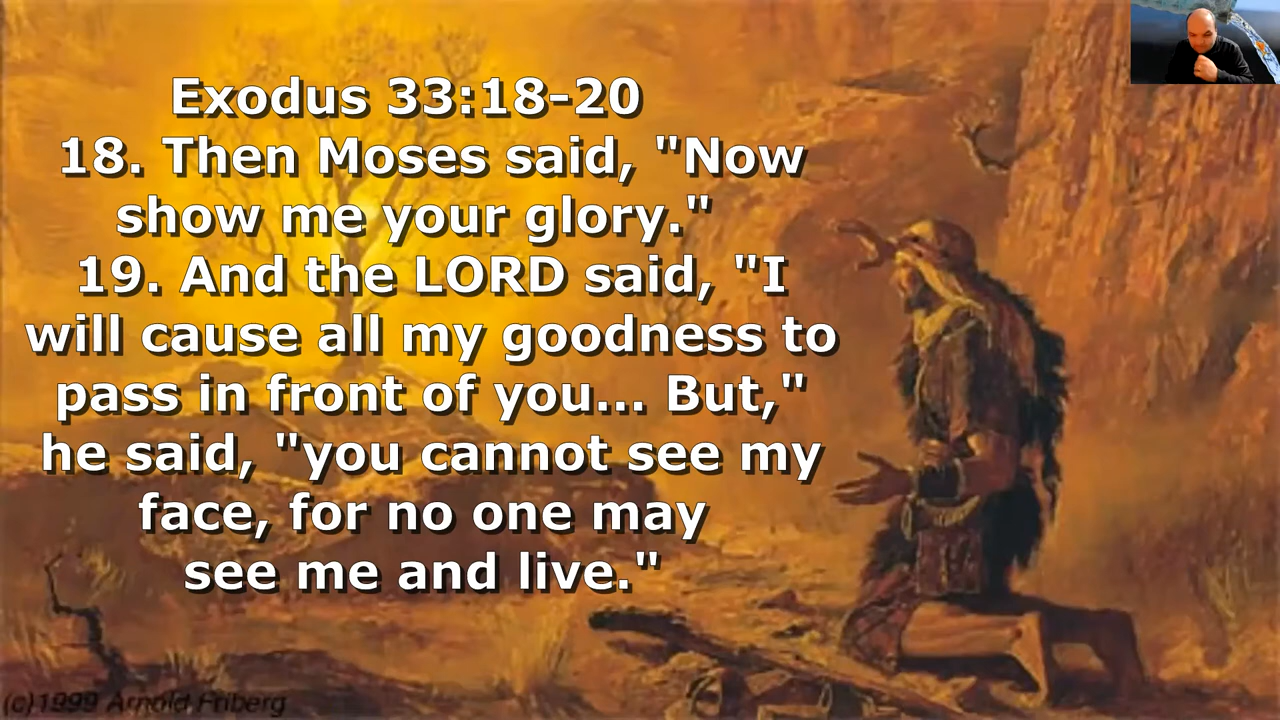 Exodus 33:18-20
18. Then Moses said, "Now
show me your glory."
19. And the LORD said, "I
will cause all my goodness to
pass in front of you... But,"
he said, "you cannot see my
face, for no one may
see me and live."
(c)1999 Arnold Friberg